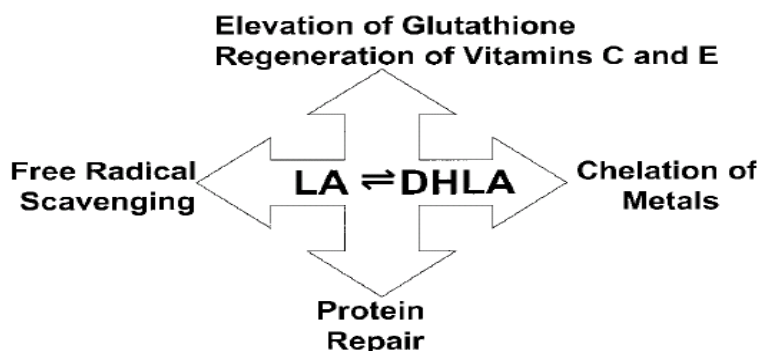 Elevation of Glutathione
Regeneration of Vitamins C and E
Free Radical
Scavenging
LA ⇌ DHLA
Chelation of
Metals
Protein
Repair